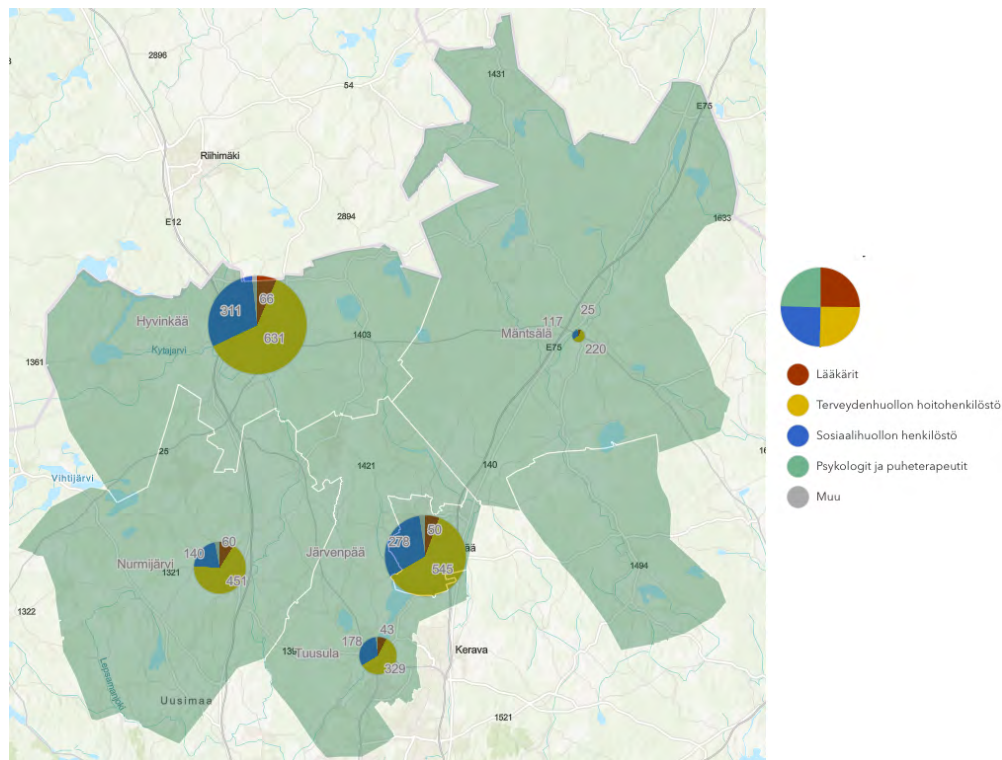 2896
1431
54
E75
Riihimäki
1633
E12
2894
66
311
Hyvinkää
631
1403
Kytäjärvi
1361
25
117
Mäntsälä
E75
220
25
1421
140
Vihtijärvi
50
278
Järvenpää
ää
545
60
140
Nurmijärvi
1321
451
1494
1322
43
178
Tuusula
329
Kerava
Lepsämänjoki
Uusimaa
1521
Lääkärit
Terveydenhuollon hoitohenkilöstö
Sosiaalihuollon henkilöstö
Psykologit ja puheterapeutit
Muu